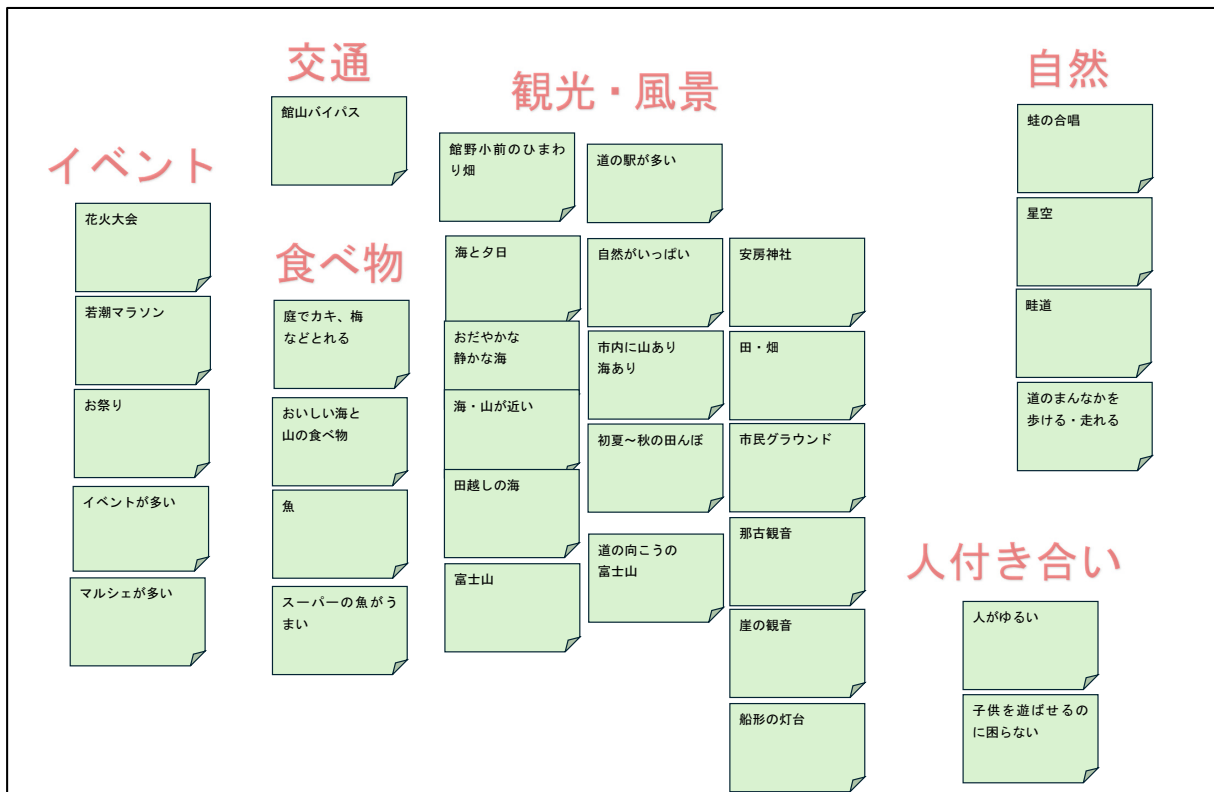 イベント
花火大会
若潮マラソン
お祭り
イベントが多い
マルシェが多い
交通
館山バイパス
食べ物
庭でカキ、梅
などとれる
おいしい海と
山の食べ物
魚
スーパーの魚がう
まい
観光・風景
館野小前のひまわ
り畑
海と夕日
おだやかな
静かな海
海・山が近い
田越しの海
富士山
道の駅が多い
自然がいっぱい
市内に山あり
海あり
初夏～秋の田んぼ
道の向こうの
富士山
安房神社
田・畑
市民グラウンド
那古観音
崖の観音
船形の灯台
自然
蛙の合唱
星空
畦道
道のまんなかを
歩ける・走れる
人付き合い
人がゆるい
子供を遊ばせるの
に困らない